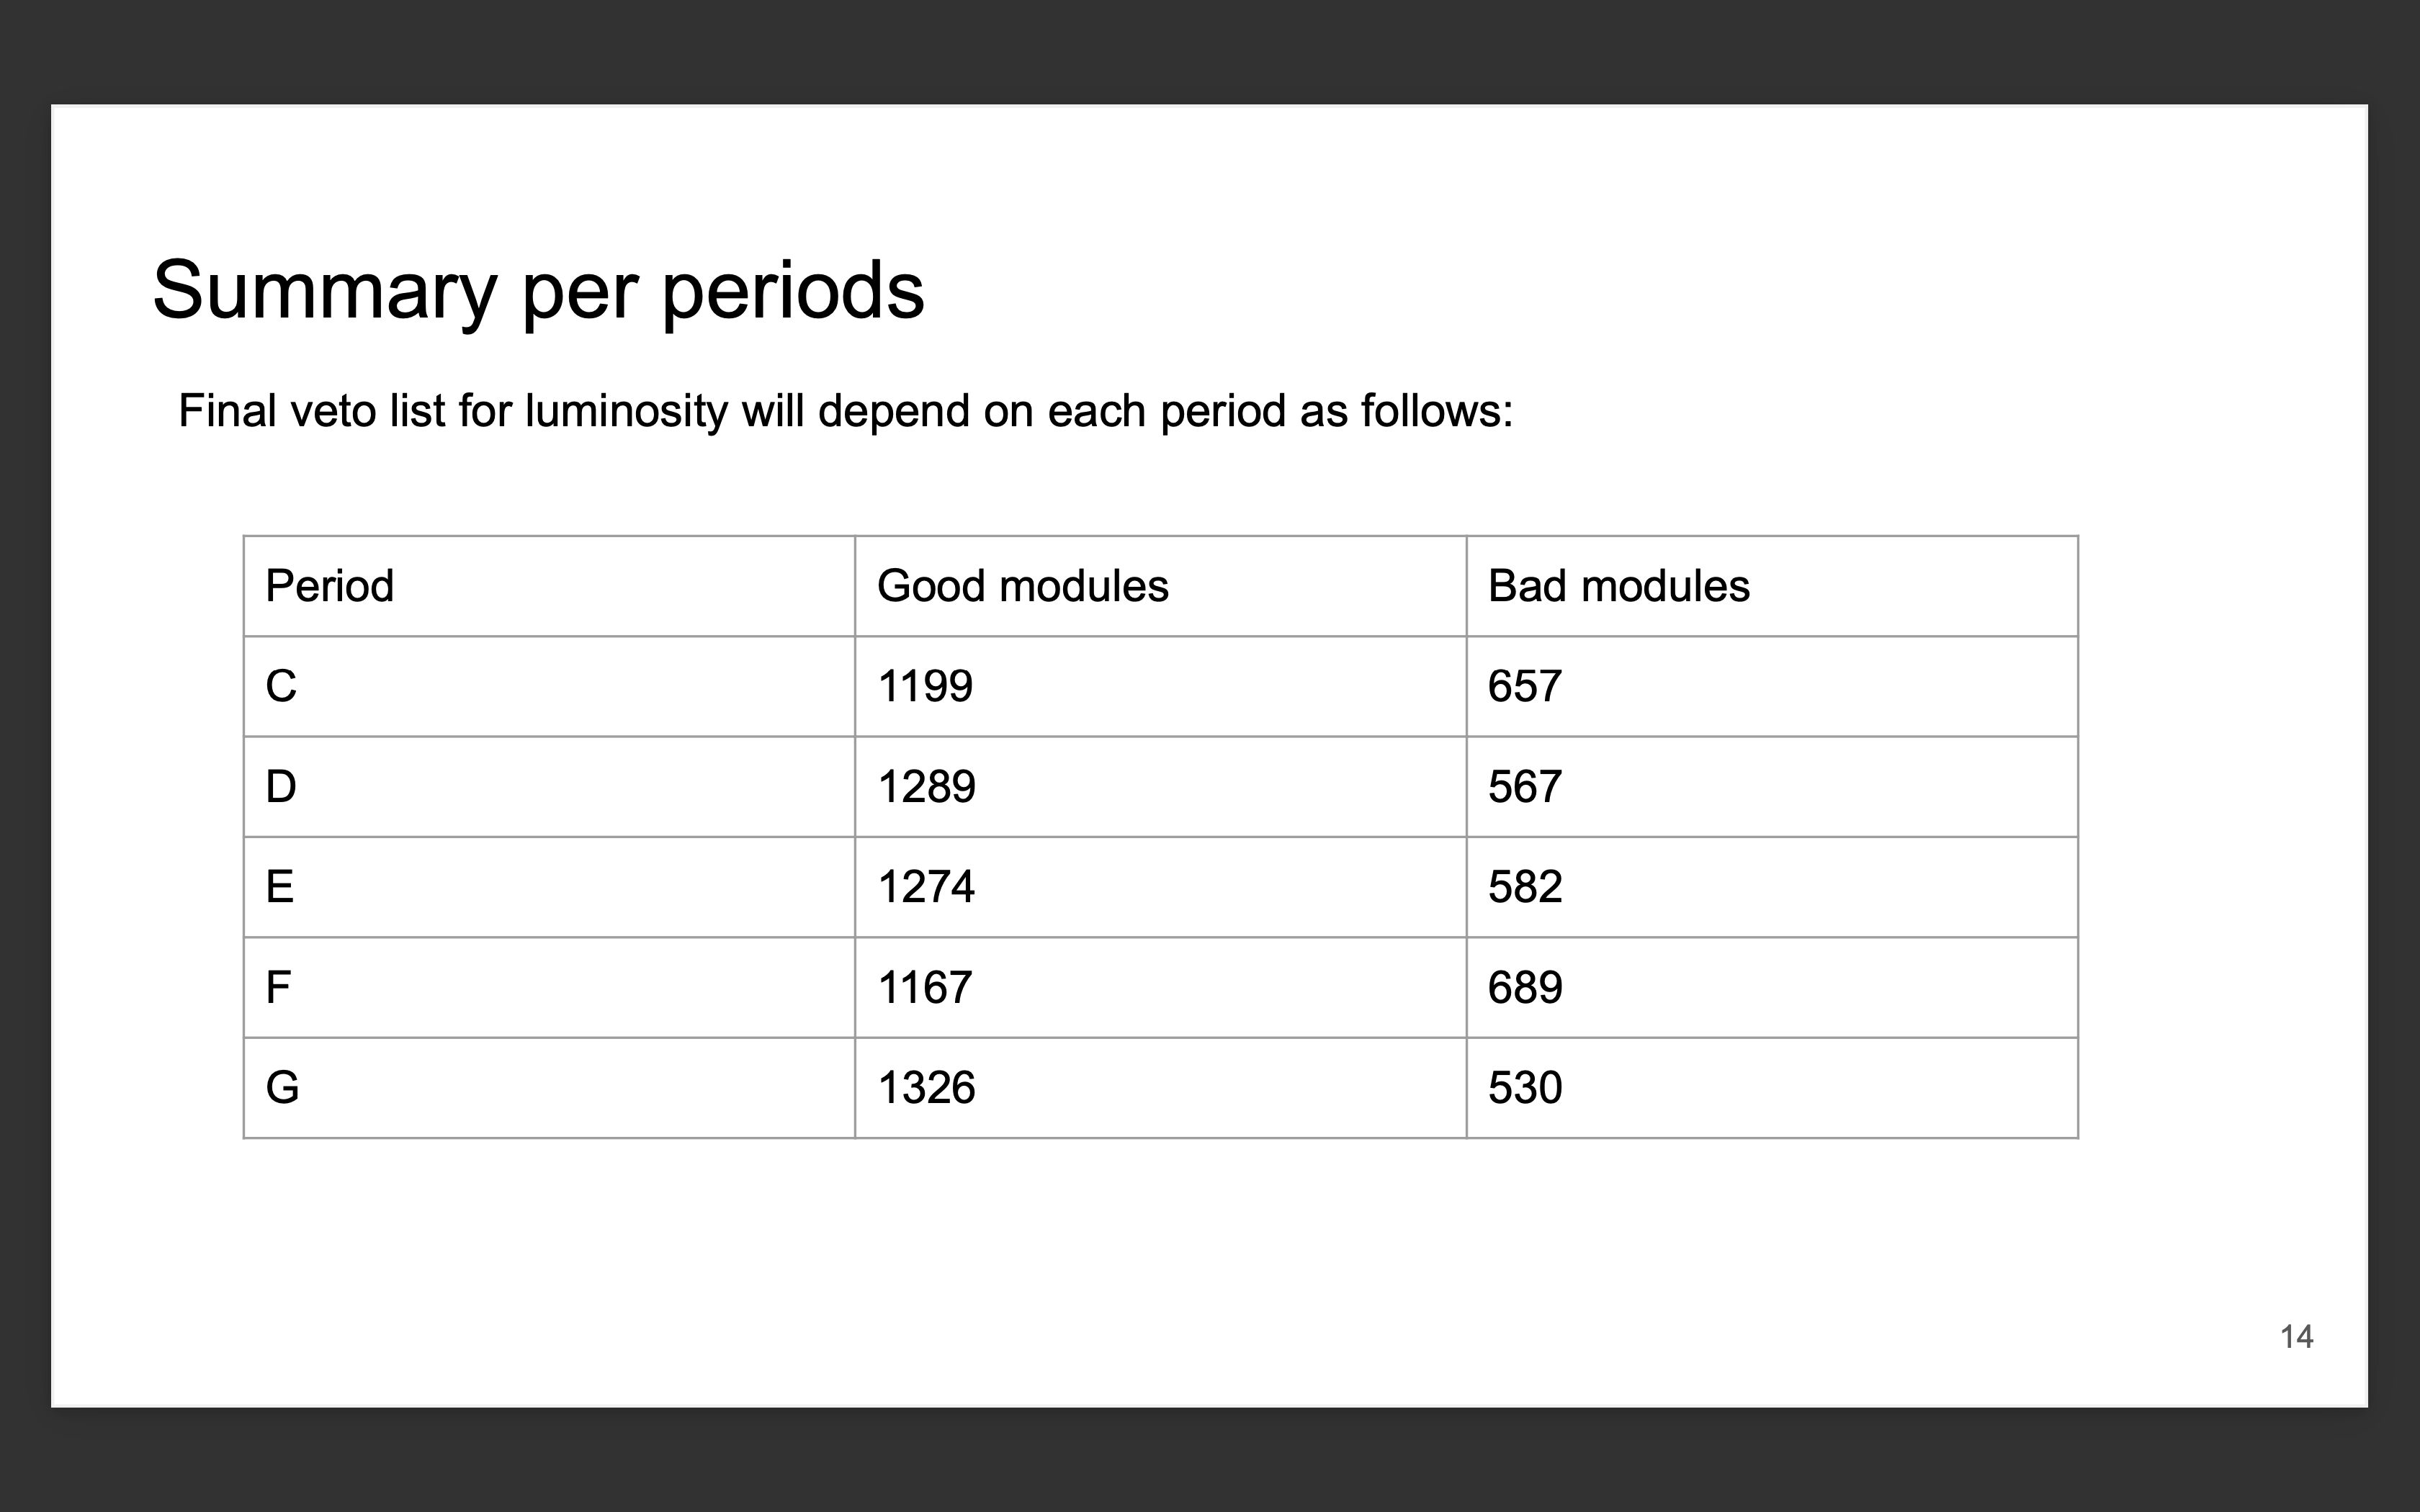 Summary per periods
Final veto list for luminosity will depend on each period as follows:
Period Good modules Bad modules
C 1199 657
D 1289 567
E 1274 582
F 1167 689
G 1326 530
14